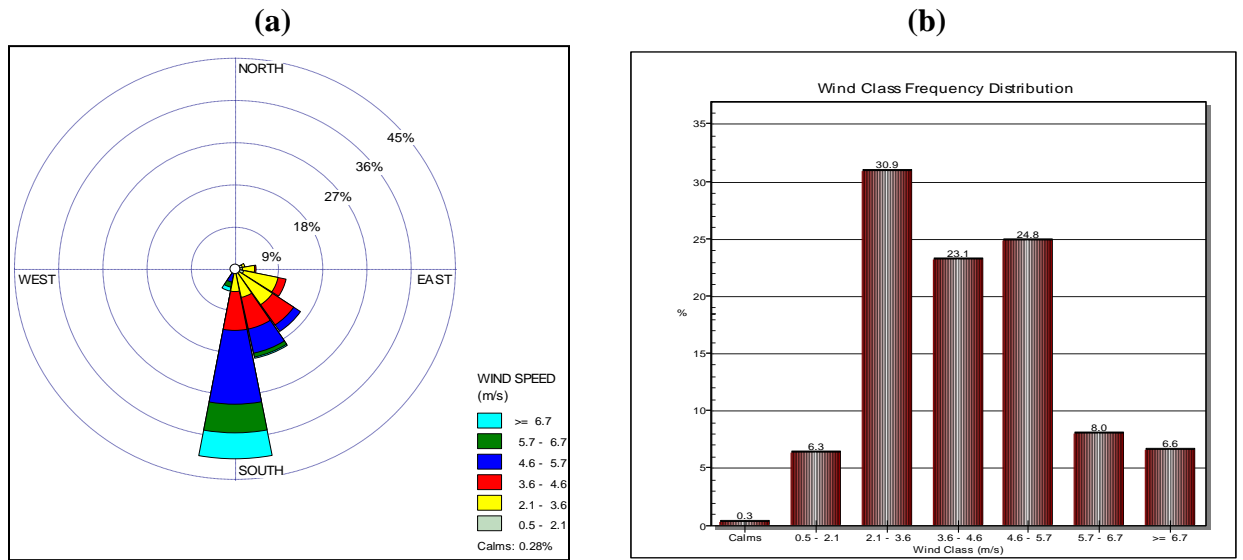 (a)
NORTH
45%
36%
27%
18%
9%
WEST
EAST
SOUTH
WIND SPEED
(m/s)
>= 6.7
5.7 - 6.7
4.6 - 5.7
3.6 - 4.6
2.1 - 3.6
0.5 - 2.1
Calms: 0.28%
(b)
Wind Class Frequency Distribution
%
35
30
25
20
15
10
5
0
0.3
6.3
30.9
23.1
24.8
8.0
6.6
Calms 0.5 - 2.1 2.1 - 3.6 3.6 - 4.6 4.6 - 5.7 5.7 - 6.7 >= 6.7
Wind Class (m/s)